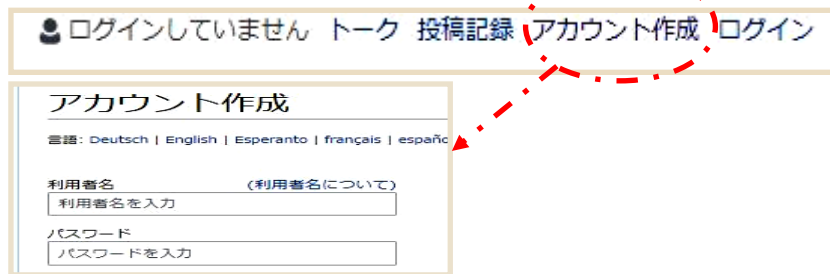 ログインしていません トーク 投稿記録 アカウント作成 ログイン
アカウント作成
言語: Deutsch | English | Esperanto | français |
利用者名 (利用者名について)
利用者名を入力
パスワード
パスワードを入力